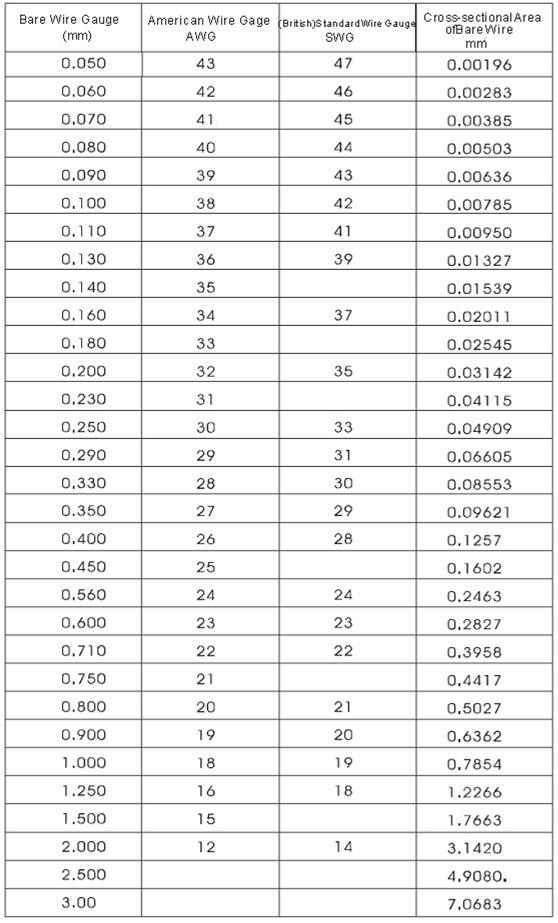 Bare Wire Gauge (mm) American Wire Gage AWG (British)Standard Wire Gauge SWG Cross-sectional Area of Bare Wire mm
0.050 43 47 0.00196
0.060 42 46 0.00283
0.070 41 45 0.00385
0.080 40 44 0.00503
0.090 39 43 0.00636
0,100 38 42 0,00785
0,110 37 41 0,00950
0,130 36 39 0,01327
0.140 35 0.01539
0.160 34 37 0.02011
0.180 33 0.02545
0,200 32 35 0,03142
0,230 31 0.04115
0,250 30 33 0,04909
0,290 29 31 0,06605
0,330 28 30 0,08553
0.350 27 29 0,09621
0,400 26 28 0,1257
0,450 25 0.1602
0,560 24 24 0,2463
0,600 23 23 0,2827
0,710 22 22 0,3958
0,750 21 0,4417
0.800 20 21 0,5027
0.900 19 20 0,6362
1.000 18 19 0,7854
1.250 16 18 1.2266
1.500 15 1.7663
2.000 12 14 3.1420
2.500 4.9080.
3.00 7,0683